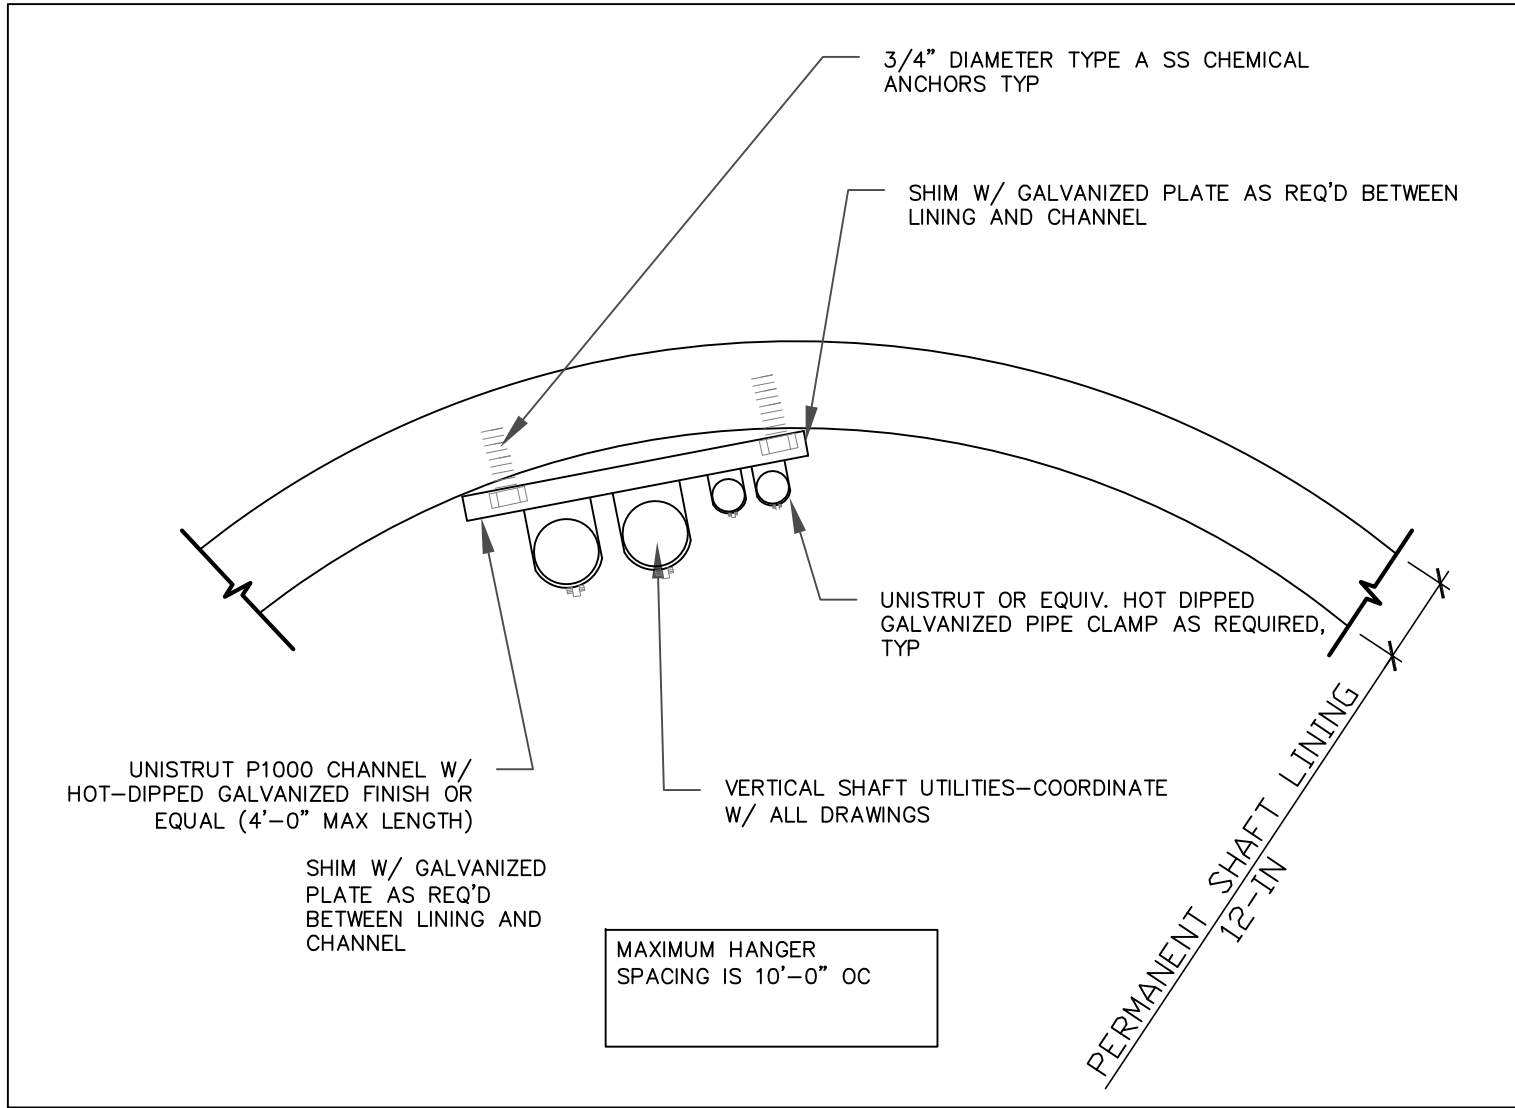 3/4” DIAMETER TYPE A SS CHEMICAL
ANCHORS TYP
SHIM W/ GALVANIZED PLATE AS REQ'D BETWEEN
LINING AND CHANNEL
UNISTRUT OR EQUIV. HOT DIPPED
GALVANIZED PIPE CLAMP AS REQUIRED,
TYP
UNISTRUT P1000 CHANNEL W/
HOT-DIPPED GALVANIZED FINISH OR
EQUAL (4'-0” MAX LENGTH)
SHIM W/ GALVANIZED
PLATE AS REQ'D
BETWEEN LINING AND
CHANNEL
VERTICAL SHAFT UTILITIES-COORDINATE
W/ ALL DRAWINGS
MAXIMUM HANGER
SPACING IS 10'-0” OC
PERMANENT SHAFT LINING
12-IN